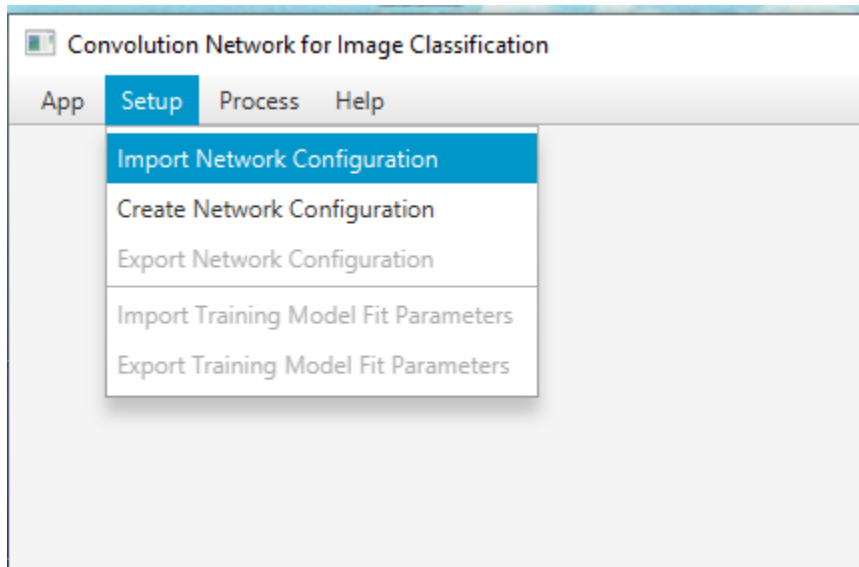 Convolution Network for Image Classification
App Setup Process Help
Import Network Configuration
Create Network Configuration
Export Network Configuration
Import Training Model Fit Parameters
Export Training Model Fit Parameters